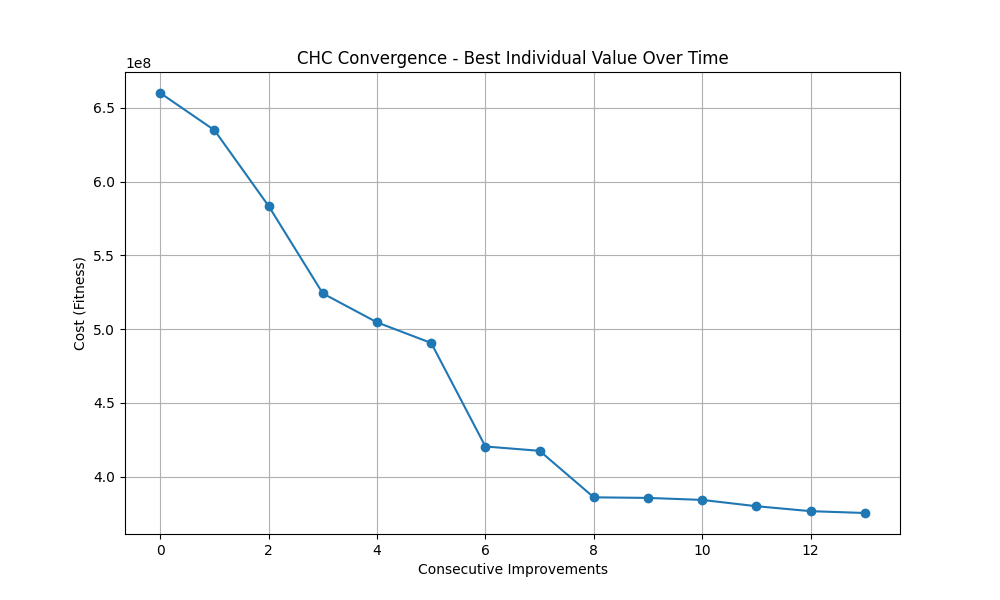 CHC Convergence - Best Individual Value Over Time
1e8
6.5
6.0
5.5
5.0
4.5
4.0
Cost (Fitness)
0 2 4 6 8 10 12
Consecutive Improvements